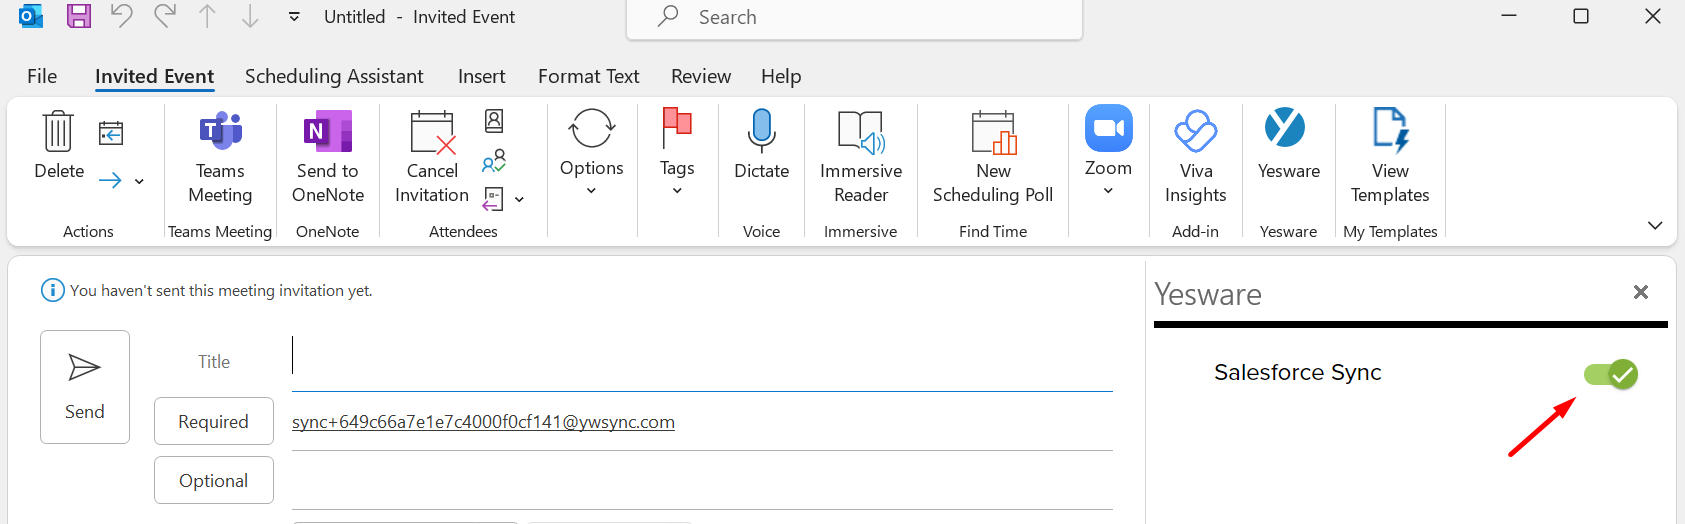 Untitled - Invited Event
Search
File Invited Event Scheduling Assistant Insert Format Text Review Help
Delete
Actions
Teams
Meeting
Teams Meeting
Send to
OneNote
OneNote
Cancel
Invitation
Attendees
Options
Tags
Dictate
Voice
Immersive
Reader
Immersive
New
Scheduling Poll
Find Time
Zoom
Viva
Insights
Add-in
Yesware
Yesware
View
Templates
My Templates
You haven't sent this meeting invitation yet.
Send
Title
Required
sync+649c66a7e1e7c4000f0cf141@ywsync.com
Optional
Yesware
Salesforce Sync